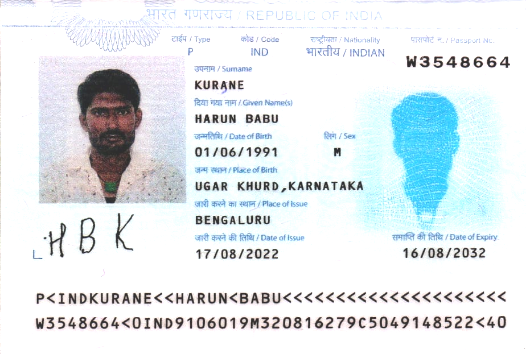 भारत गणराज्य / REPUBLIC OF INDIA
टाईप / Type कोड / Code राष्ट्रीयता / Nationality पासपोर्ट नं. / Passport No.
P IND भारतीय / INDIAN W3548664
उपनाम / Surname
KURANE
दिया गया नाम / Given Name(s)
HARUN BABU
जन्मतिथि / Date of Birth लिंग / Sex
01/06/1991 M
जन्म स्थान / Place of Birth
UGAR KHURD,KARNATAKA
जारी करने का स्थान / Place of Issue
BENGALURU
जारी करने की तिथि / Date of Issue समाप्ति की तिथि / Date of Expiry
17/08/2022 16/08/2032
HBK
P<INDKURANE<<HARUN<BABU<<<<<<<<<<<<<<<<<<<<<
W3548664<0IND9106019M320816279C5049148522<40